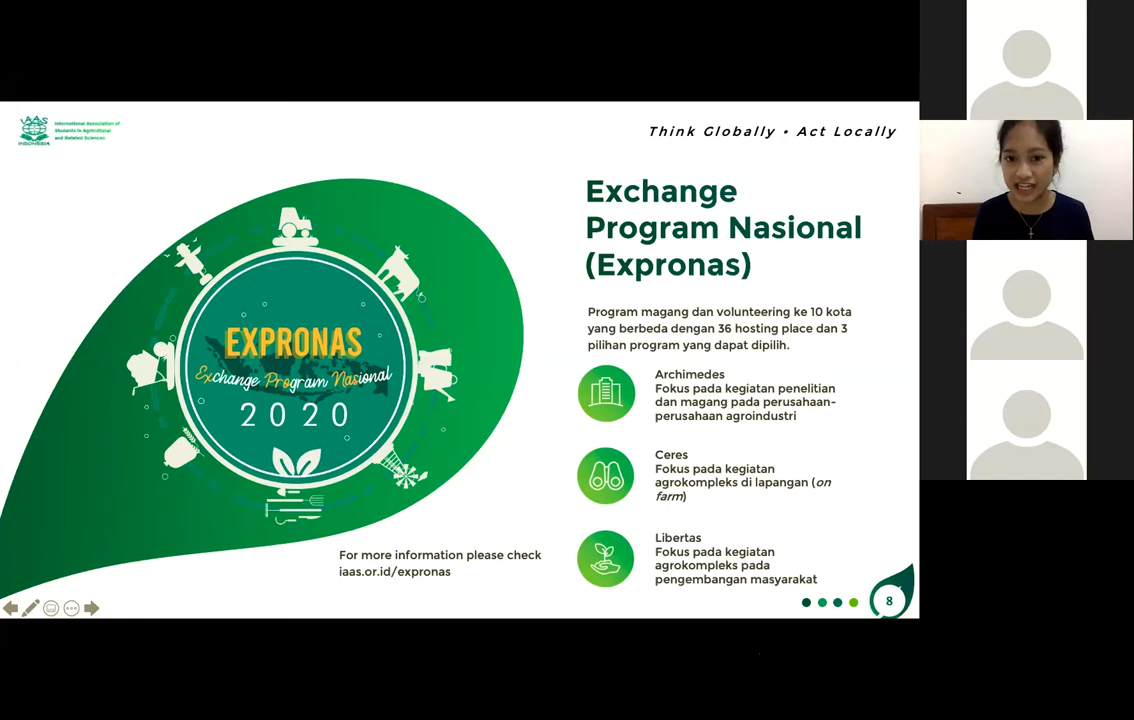 IAAS
INDONESIA
International Association of
Students in Agricultural
and Related Sciences
Think Globally • Act Locally
EXPRONAS
Exchange Program Nasional
2020
For more information please check
iaas.or.id/expronas
Exchange
Program Nasional
(Expronas)
Program magang dan volunteering ke 10 kota
yang berbeda dengan 36 hosting place dan 3
pilihan program yang dapat dipilih.
Archimedes
Fokus pada kegiatan penelitian
dan magang pada perusahaan-
perusahaan agroindustri
Ceres
Fokus pada kegiatan
agrokompleks di lapangan (on
farm)
Libertas
Fokus pada kegiatan
agrokompleks pada
pengembangan masyarakat
8